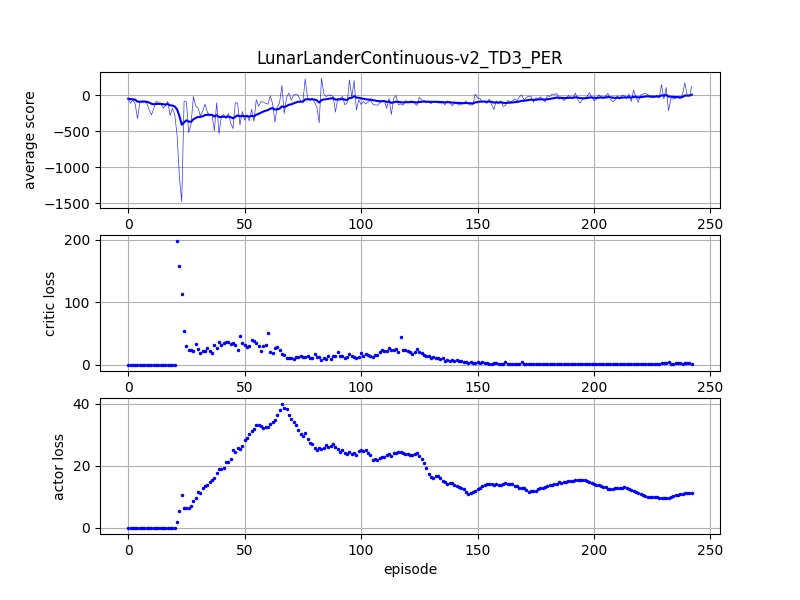 LunarLanderContinuous-v2_TD3_PER
average score
0
−500
−1000
−1500
0 50 100 150 200 250
critic loss
200
100
0
0 50 100 150 200 250
actor loss
40
20
0
0 50 100 150 200 250
episode